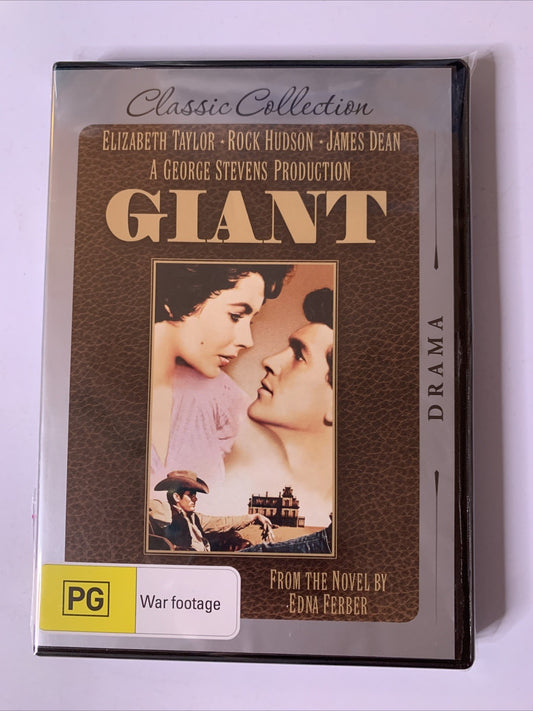 Classic Collection
ELIZABETH TAYLOR · ROCK HUDSON · JAMES DEAN
A GEORGE STEVENS PRODUCTION
GIANT
DRAMA
FROM THE NOVEL BY
EDNA FERBER
PG
War footage